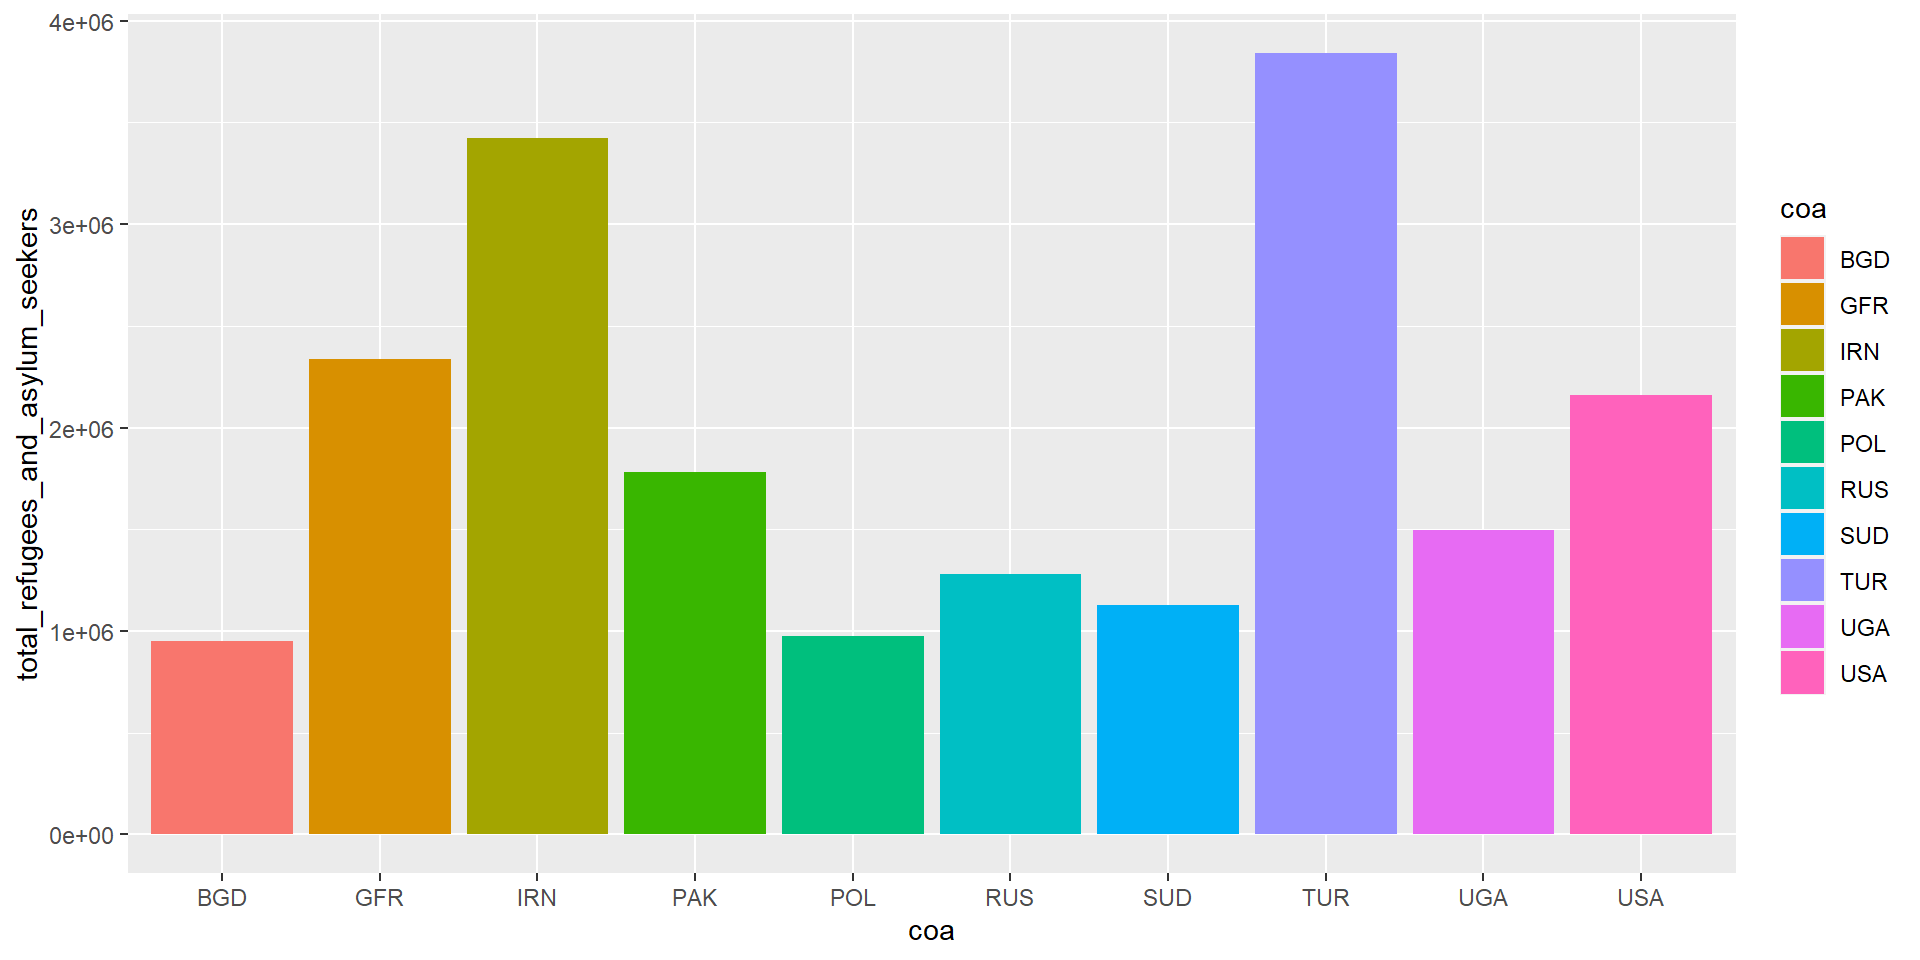 total_refugees_and_asylum_seekers
4e+06
3e+06
2e+06
1e+06
0e+00
BGD GFR IRN PAK POL RUS SUD TUR UGA USA
coa
coa
BGD
GFR
IRN
PAK
POL
RUS
SUD
TUR
UGA
USA